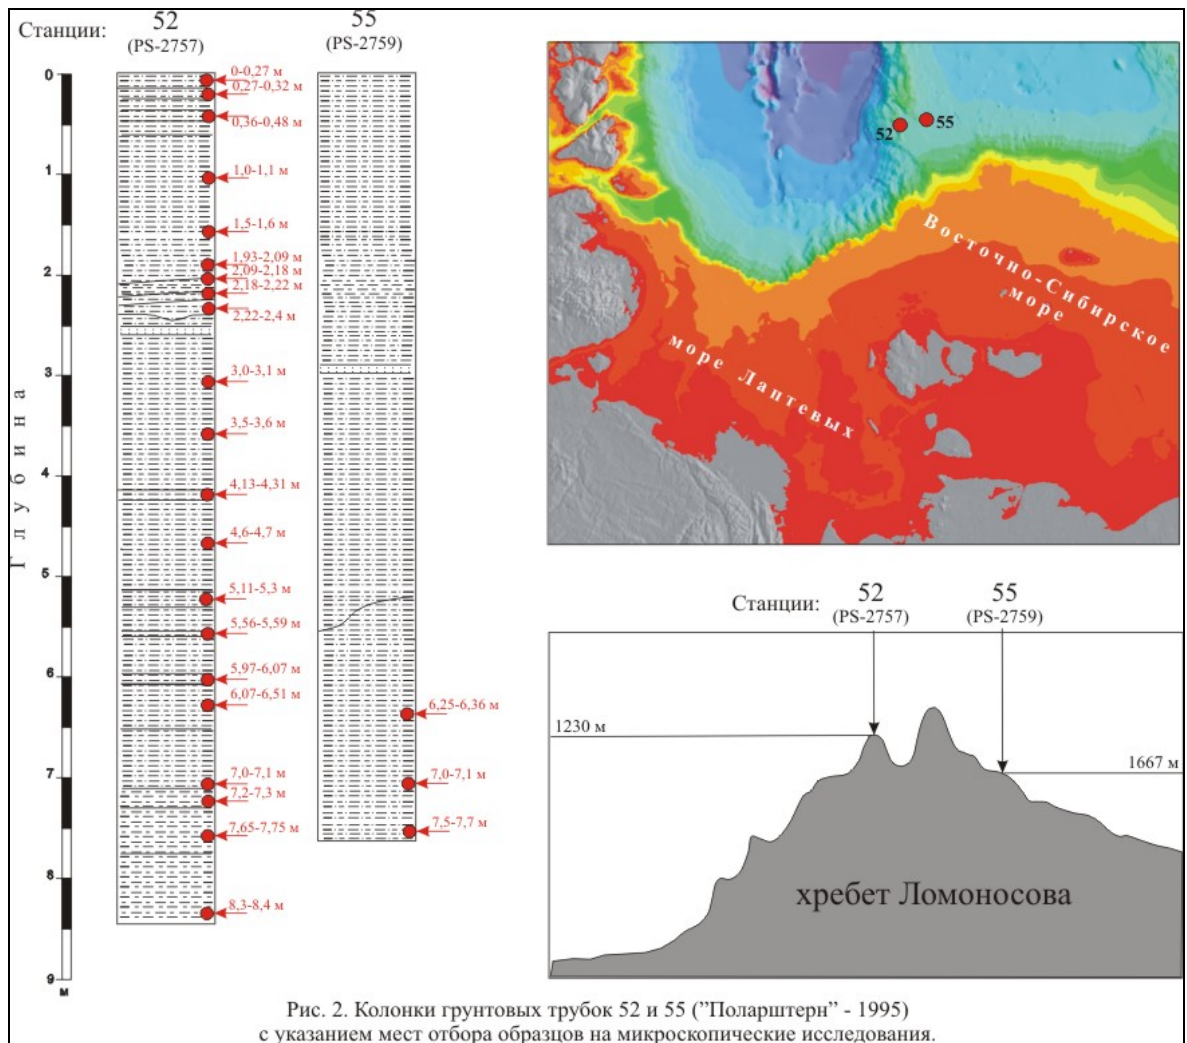 Станции:
52
(PS-2757)
55
(PS-2759)
Глубина
0
1
2
3
4
5
6
7
8
9
м
0-0,27 м
0,27-0,32 м
0,36-0,48 м
1,0-1,1 м
1,5-1,6 м
1,93-2,09 м
2,09-2,18 м
2,18-2,22 м
2,22-2,4 м
3,0-3,1 м
3,5-3,6 м
4,13-4,31 м
4,6-4,7 м
5,11-5,3 м
5,56-5,59 м
5,97-6,07 м
6,07-6,51 м
7,0-7,1 м
7,2-7,3 м
7,65-7,75 м
8,3-8,4 м
6,25-6,36 м
7,0-7,1 м
7,5-7,7 м
52
55
Восточно-Сибирское
море
море Лаптевых
Станции:
52
(PS-2757)
55
(PS-2759)
1230 м
1667 м
хребет Ломоносова
Рис. 2. Колонки грунтовых трубок 52 и 55 ("Поларштерн" - 1995)
с указанием мест отбора образцов на микроскопические исследования.